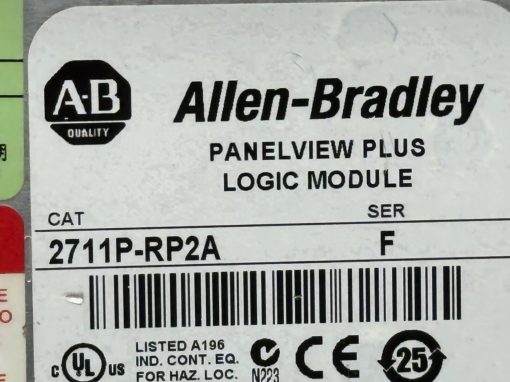 A·B
QUALITY
Allen-Bradley
PANELVIEW PLUS
LOGIC MODULE
CAT SER
2711P-RP2A F
C UL US
LISTED A196
IND. CONT. EQ.
FOR HAZ. LOC.
N223
CE
25
E
O